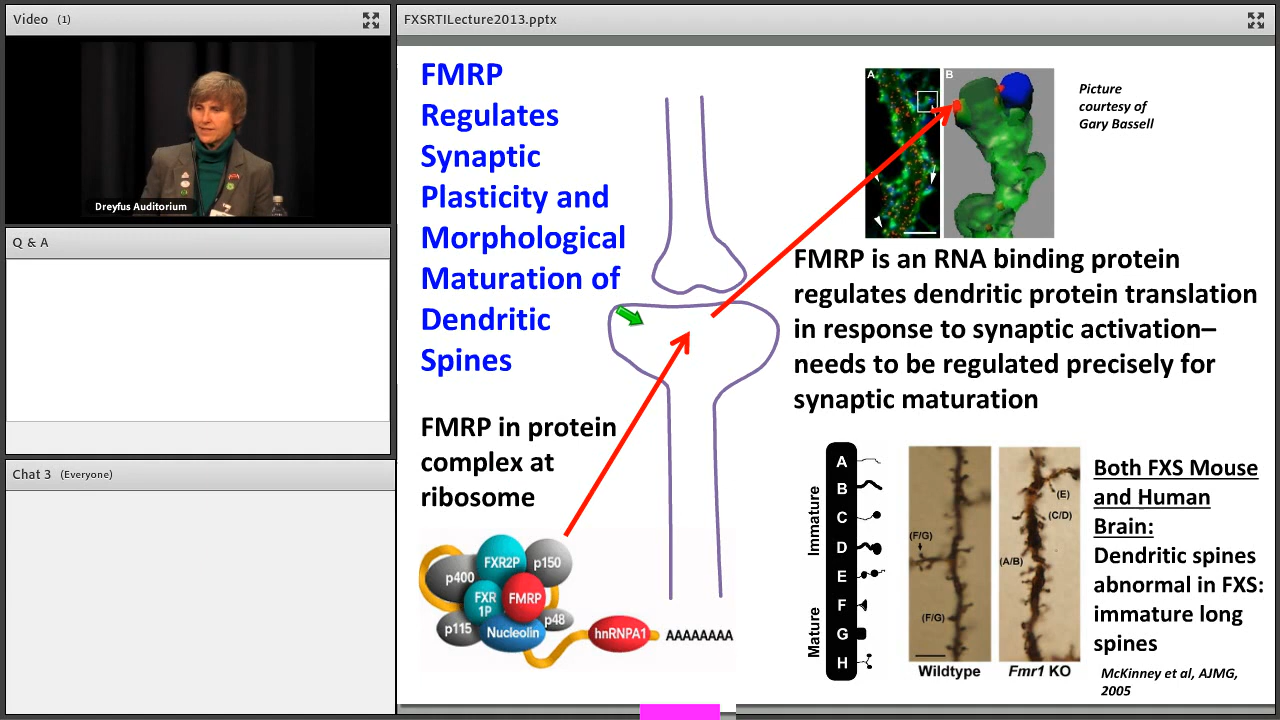 Video (1)
Dreyfus Auditorium
Q & A
Chat 3 (Everyone)
FXSRTILecture2013.pptx
FMRP
Regulates
Synaptic
Plasticity and
Morphological
Maturation of
Dendritic
Spines
A
B
Picture
courtesy of
Gary Bassell
FMRP is an RNA binding protein
regulates dendritic protein translation
in response to synaptic activation–
needs to be regulated precisely for
synaptic maturation
FMRP in protein
complex at
ribosome
FXR2P
p150
p400
FXR
1P
FMRP
p48
p115
Nucleolin
hnRNPA1
AAAAAAAA
Immature
Mature
A
B
C
D
E
F
G
H
(F/G)
(F/G)
Wildtype
(E)
(C/D)
(A/B)
Fmr1 KO
Both FXS Mouse
and Human
Brain:
Dendritic spines
abnormal in FXS:
immature long
spines
McKinney et al, AJMG,
2005